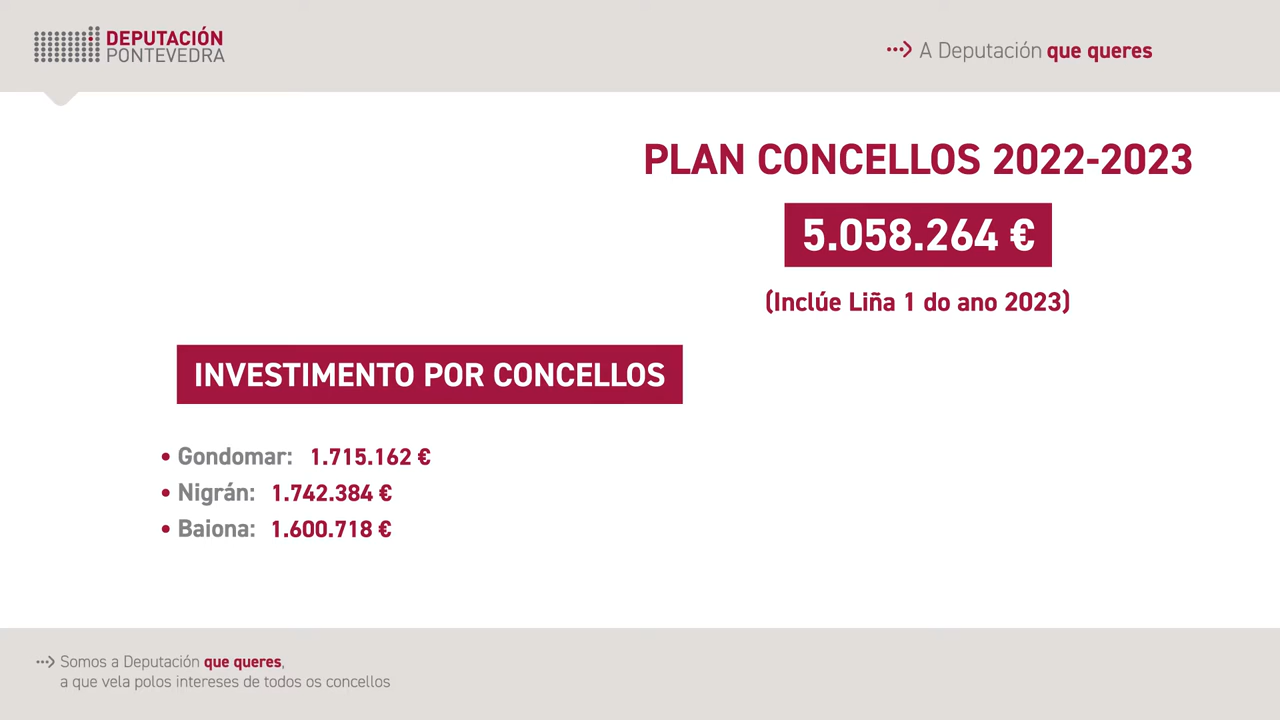 DEPUTACIÓN
PONTEVEDRA
A Deputación que queres
PLAN CONCELLOS 2022-2023
5.058.264 €
(Inclúe Liña 1 do ano 2023)
INVESTIMENTO POR CONCELLOS
• Gondomar: 1.715.162 €
• Nigrán: 1.742.384 €
• Baiona: 1.600.718 €
Somos a Deputación que queres,
a que vela polos intereses de todos os concellos